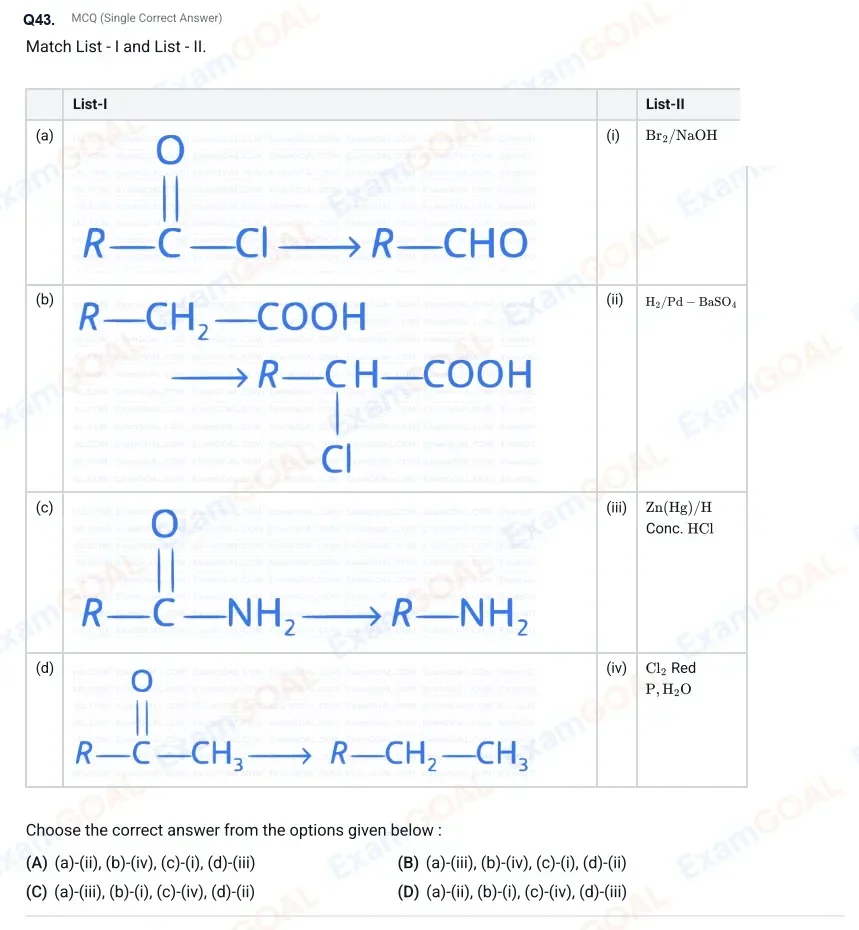 Q43. MCQ (Single Correct Answer)
Match List - I and List - II.
List-I List-II
(a) O (i) Br₂/NaOH
||
R—C—Cl ⟶ R—CHO
(b) R—CH₂—COOH (ii) H₂/Pd – BaSO₄
⟶ R—CH—COOH
|
Cl
(c) O (iii) Zn(Hg)/H
Conc. HCl
||
R—C—NH₂ ⟶ R—NH₂
(d) O (iv) Cl₂ Red
P, H₂O
||
R—C—CH₃ ⟶ R—CH₂—CH₃
Choose the correct answer from the options given below :
(A) (a)-(ii), (b)-(iv), (c)-(i), (d)-(iii) (B) (a)-(iii), (b)-(iv), (c)-(i), (d)-(ii)
(C) (a)-(iii), (b)-(i), (c)-(iv), (d)-(ii) (D) (a)-(ii), (b)-(i), (c)-(iv), (d)-(iii)
ExamGOAL